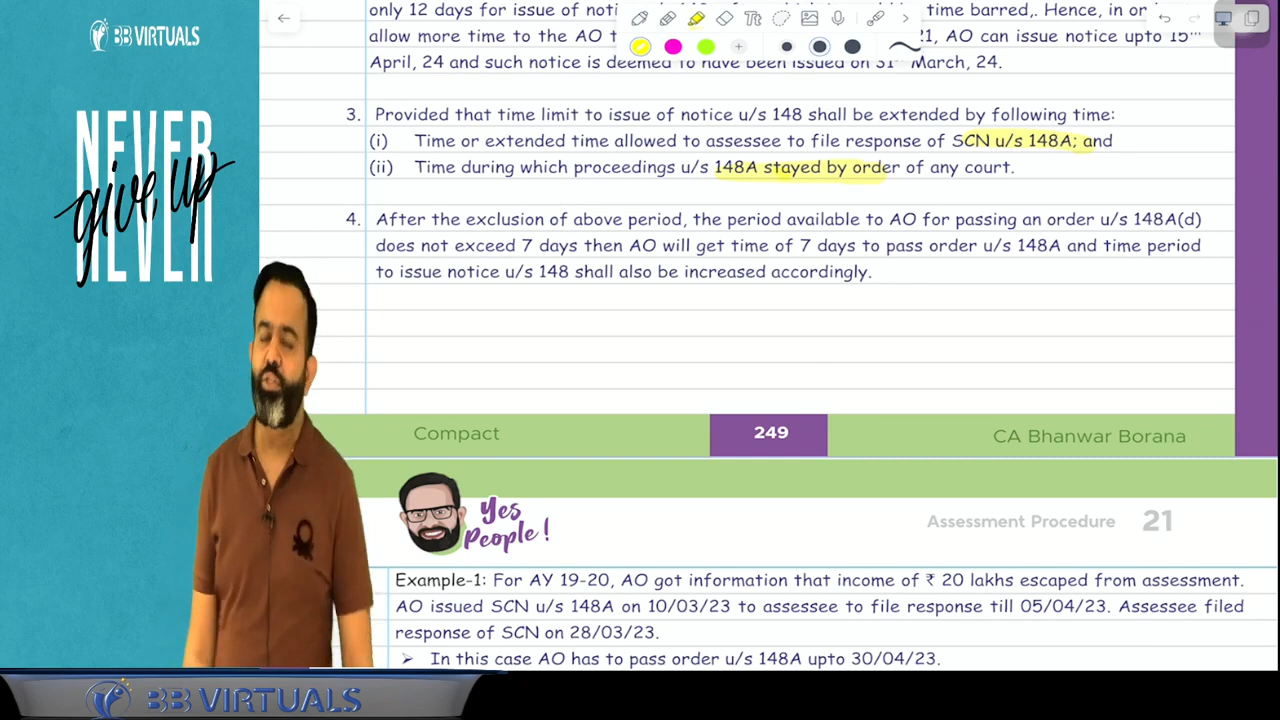 BB VIRTUALS
NEVER
give up
NEVER
only 12 days for issue of
time barred,. Hence, in
allow more time to the AO
21, AO can issue notice upto 15
April, 24 and such notice is deemed to have been issued on 31st March, 24.
3. Provided that time limit to issue of notice u/s 148 shall be extended by following time:
(i) Time or extended time allowed to assessee to file response of SCN u/s 148A; and
(ii) Time during which proceedings u/s 148A stayed by order of any court.
4. After the exclusion of above period, the period available to AO for passing an order u/s 148A(d)
does not exceed 7 days then AO will get time of 7 days to pass order u/s 148A and time period
to issue notice u/s 148 shall also be increased accordingly.
Compact 249 CA Bhanwar Borana
Yes
People!
Assessment Procedure 21
Example-1: For AY 19-20, AO got information that income of ₹ 20 lakhs escaped from assessment.
AO issued SCN u/s 148A on 10/03/23 to assessee to file response till 05/04/23. Assessee filed
response of SCN on 28/03/23.
➢ In this case AO has to pass order u/s 148A upto 30/04/23.
BB VIRTUALS